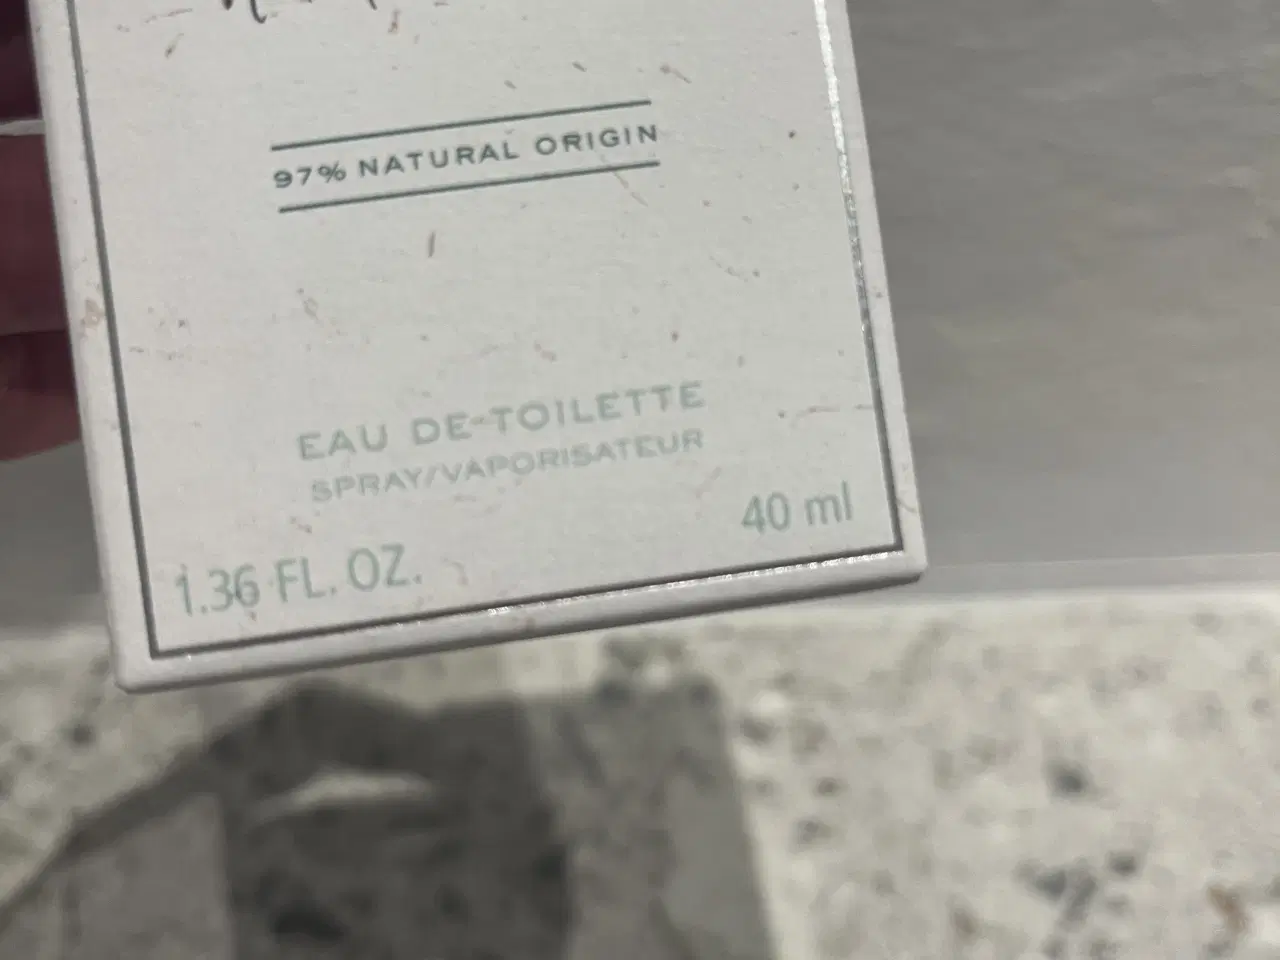 97% NATURAL ORIGIN
EAU DE-TOILETTE
SPRAY/VAPORISATEUR
40 ml
1.36 FL. OZ.